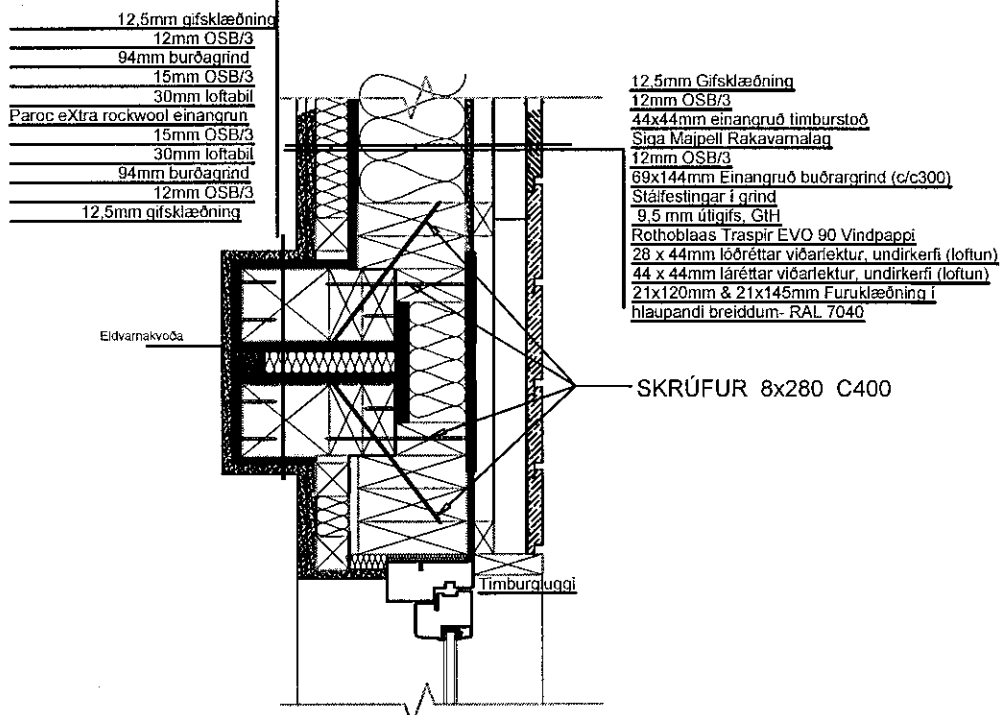 12,5mm gifsklæðning
12mm OSB/3
94mm burðagrind
15mm OSB/3
30mm loftabil
Paroc eXtra rockwool einangrun
15mm OSB/3
30mm loftabil
94mm burðagrind
12mm OSB/3
12,5mm gifsklæðning
Eldvarnakvoða
12,5mm Gifsklæðning
12mm OSB/3
44x44mm einangruð timburstoð
Siga Majpell Rakavarnalag
12mm OSB/3
69x144mm Einangruð buðrargrind (c/c300)
Stálfestingar í grind
9,5 mm útigifs, GtH
Rothoblaas Traspir EVO 90 Vindpappi
28 x 44mm lóðréttar viðarlektur, undirkerfi (loftun)
44 x 44mm láréttar viðarlektur, undirkerfi (loftun)
21x120mm & 21x145mm Furuklæðning í
hlaupandi breiddum- RAL 7040
SKRÚFUR 8x280 C400
Timburgluggi